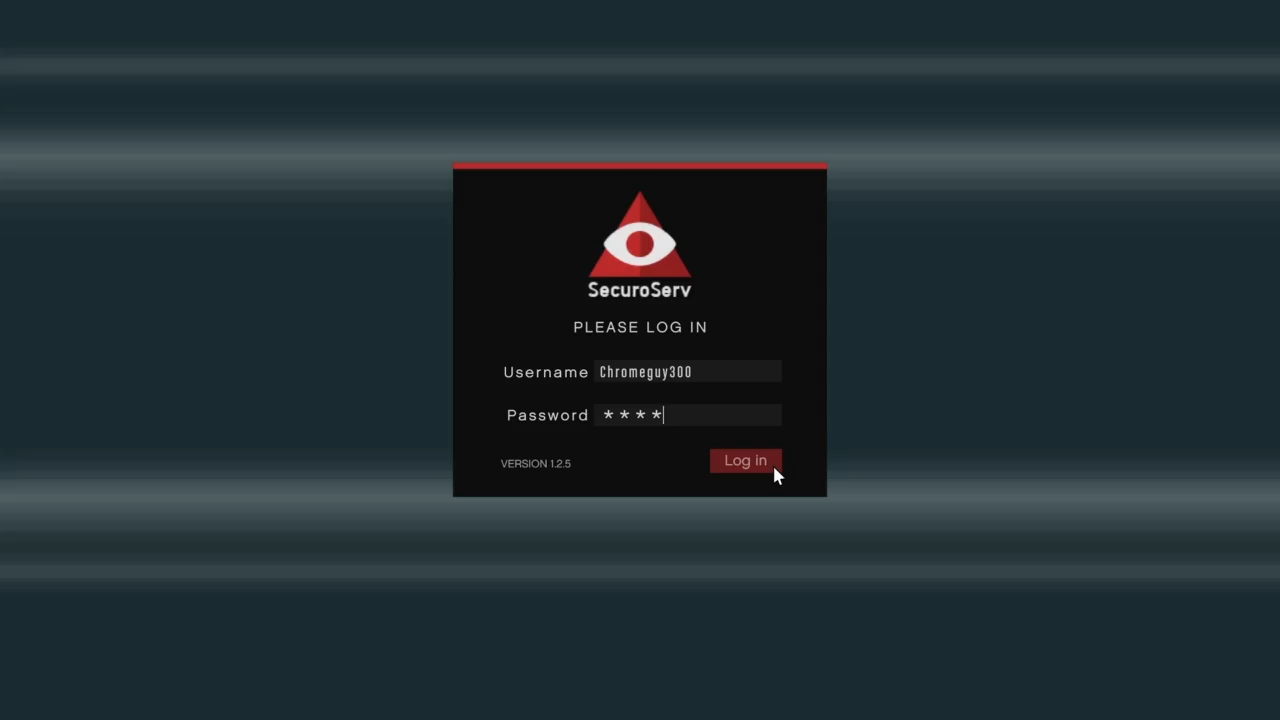 SecuroServ
PLEASE LOG IN
Username Chromeguy300
Password ****
VERSION 1.2.5 Log in